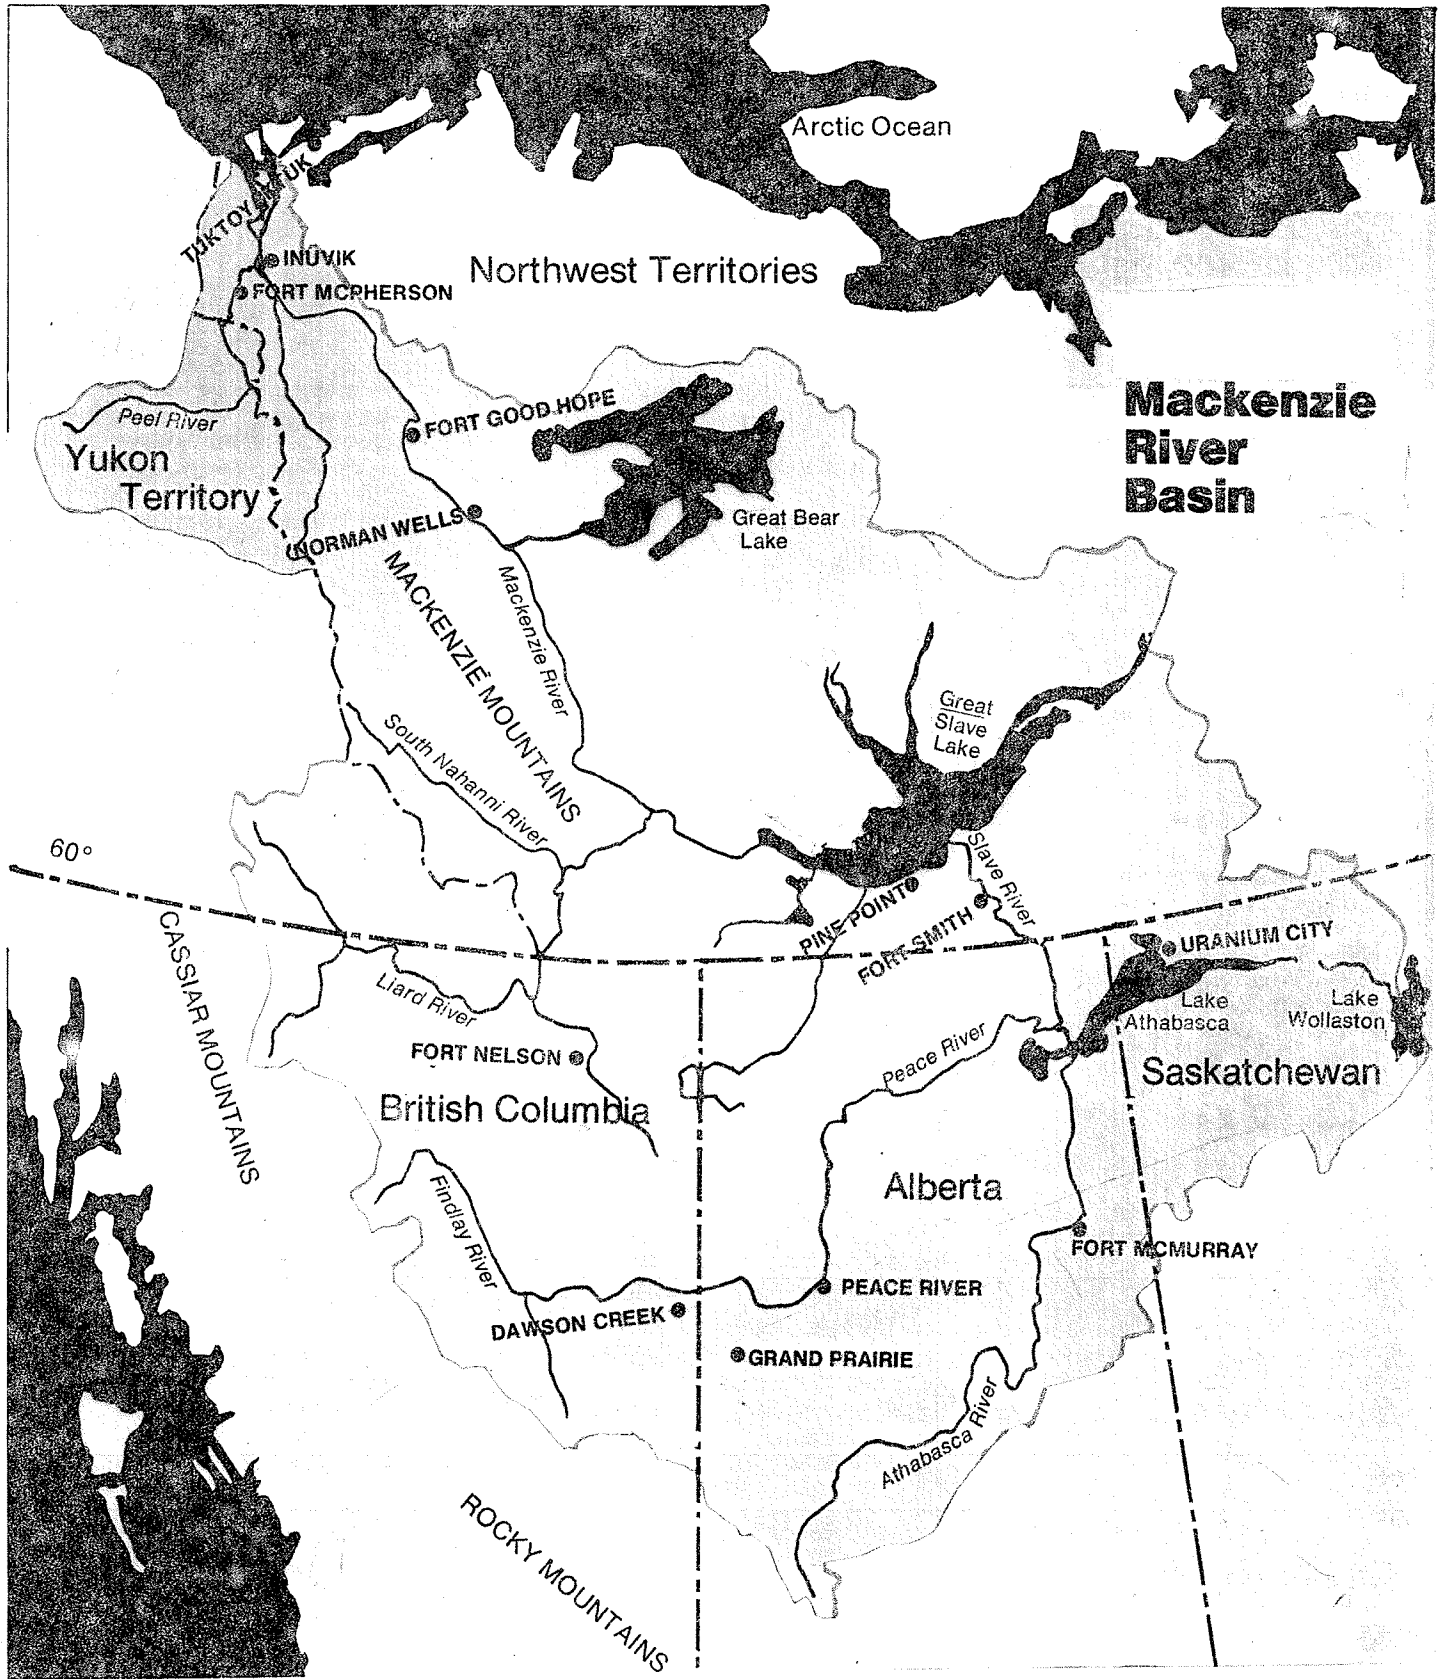 Arctic Ocean
TUKTOYAKTUK
INUVIK
Northwest Territories
FORT MCPHERSON
Mackenzie
River
Basin
FORT GOOD HOPE
Peel River
Yukon
Territory
NORMAN WELLS
Great Bear
Lake
MACKENZIE MOUNTAINS
Mackenzie River
Great
Slave
Lake
South Nahanni River
60°
Slave River
PINE POINT
FORT SMITH
CASSIAR MOUNTAINS
URANIUM CITY
Liard River
Lake
Athabasca
Lake
Wollaston
FORT NELSON
Peace River
Saskatchewan
British Columbia
Alberta
Findlay River
FORT MCMURRAY
PEACE RIVER
DAWSON CREEK
GRAND PRAIRIE
Athabasca River
ROCKY MOUNTAINS